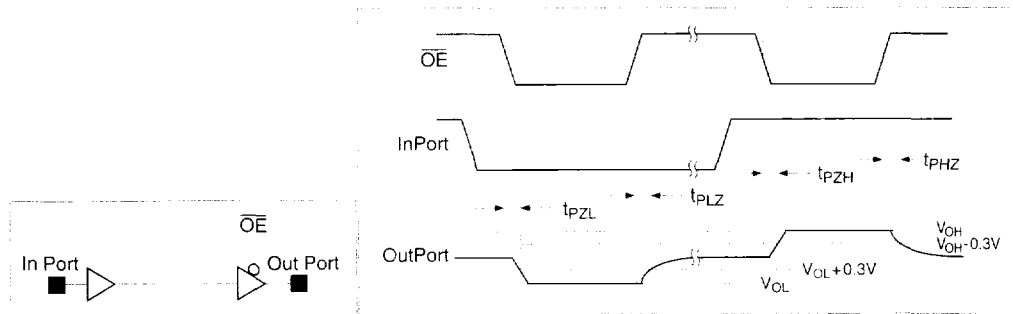 OE
In Port
Out Port
OE
InPort
tPZL
tPLZ
tPZH
tPHZ
OutPort
VOH
VOH-0.3V
VOL+0.3V
VOL